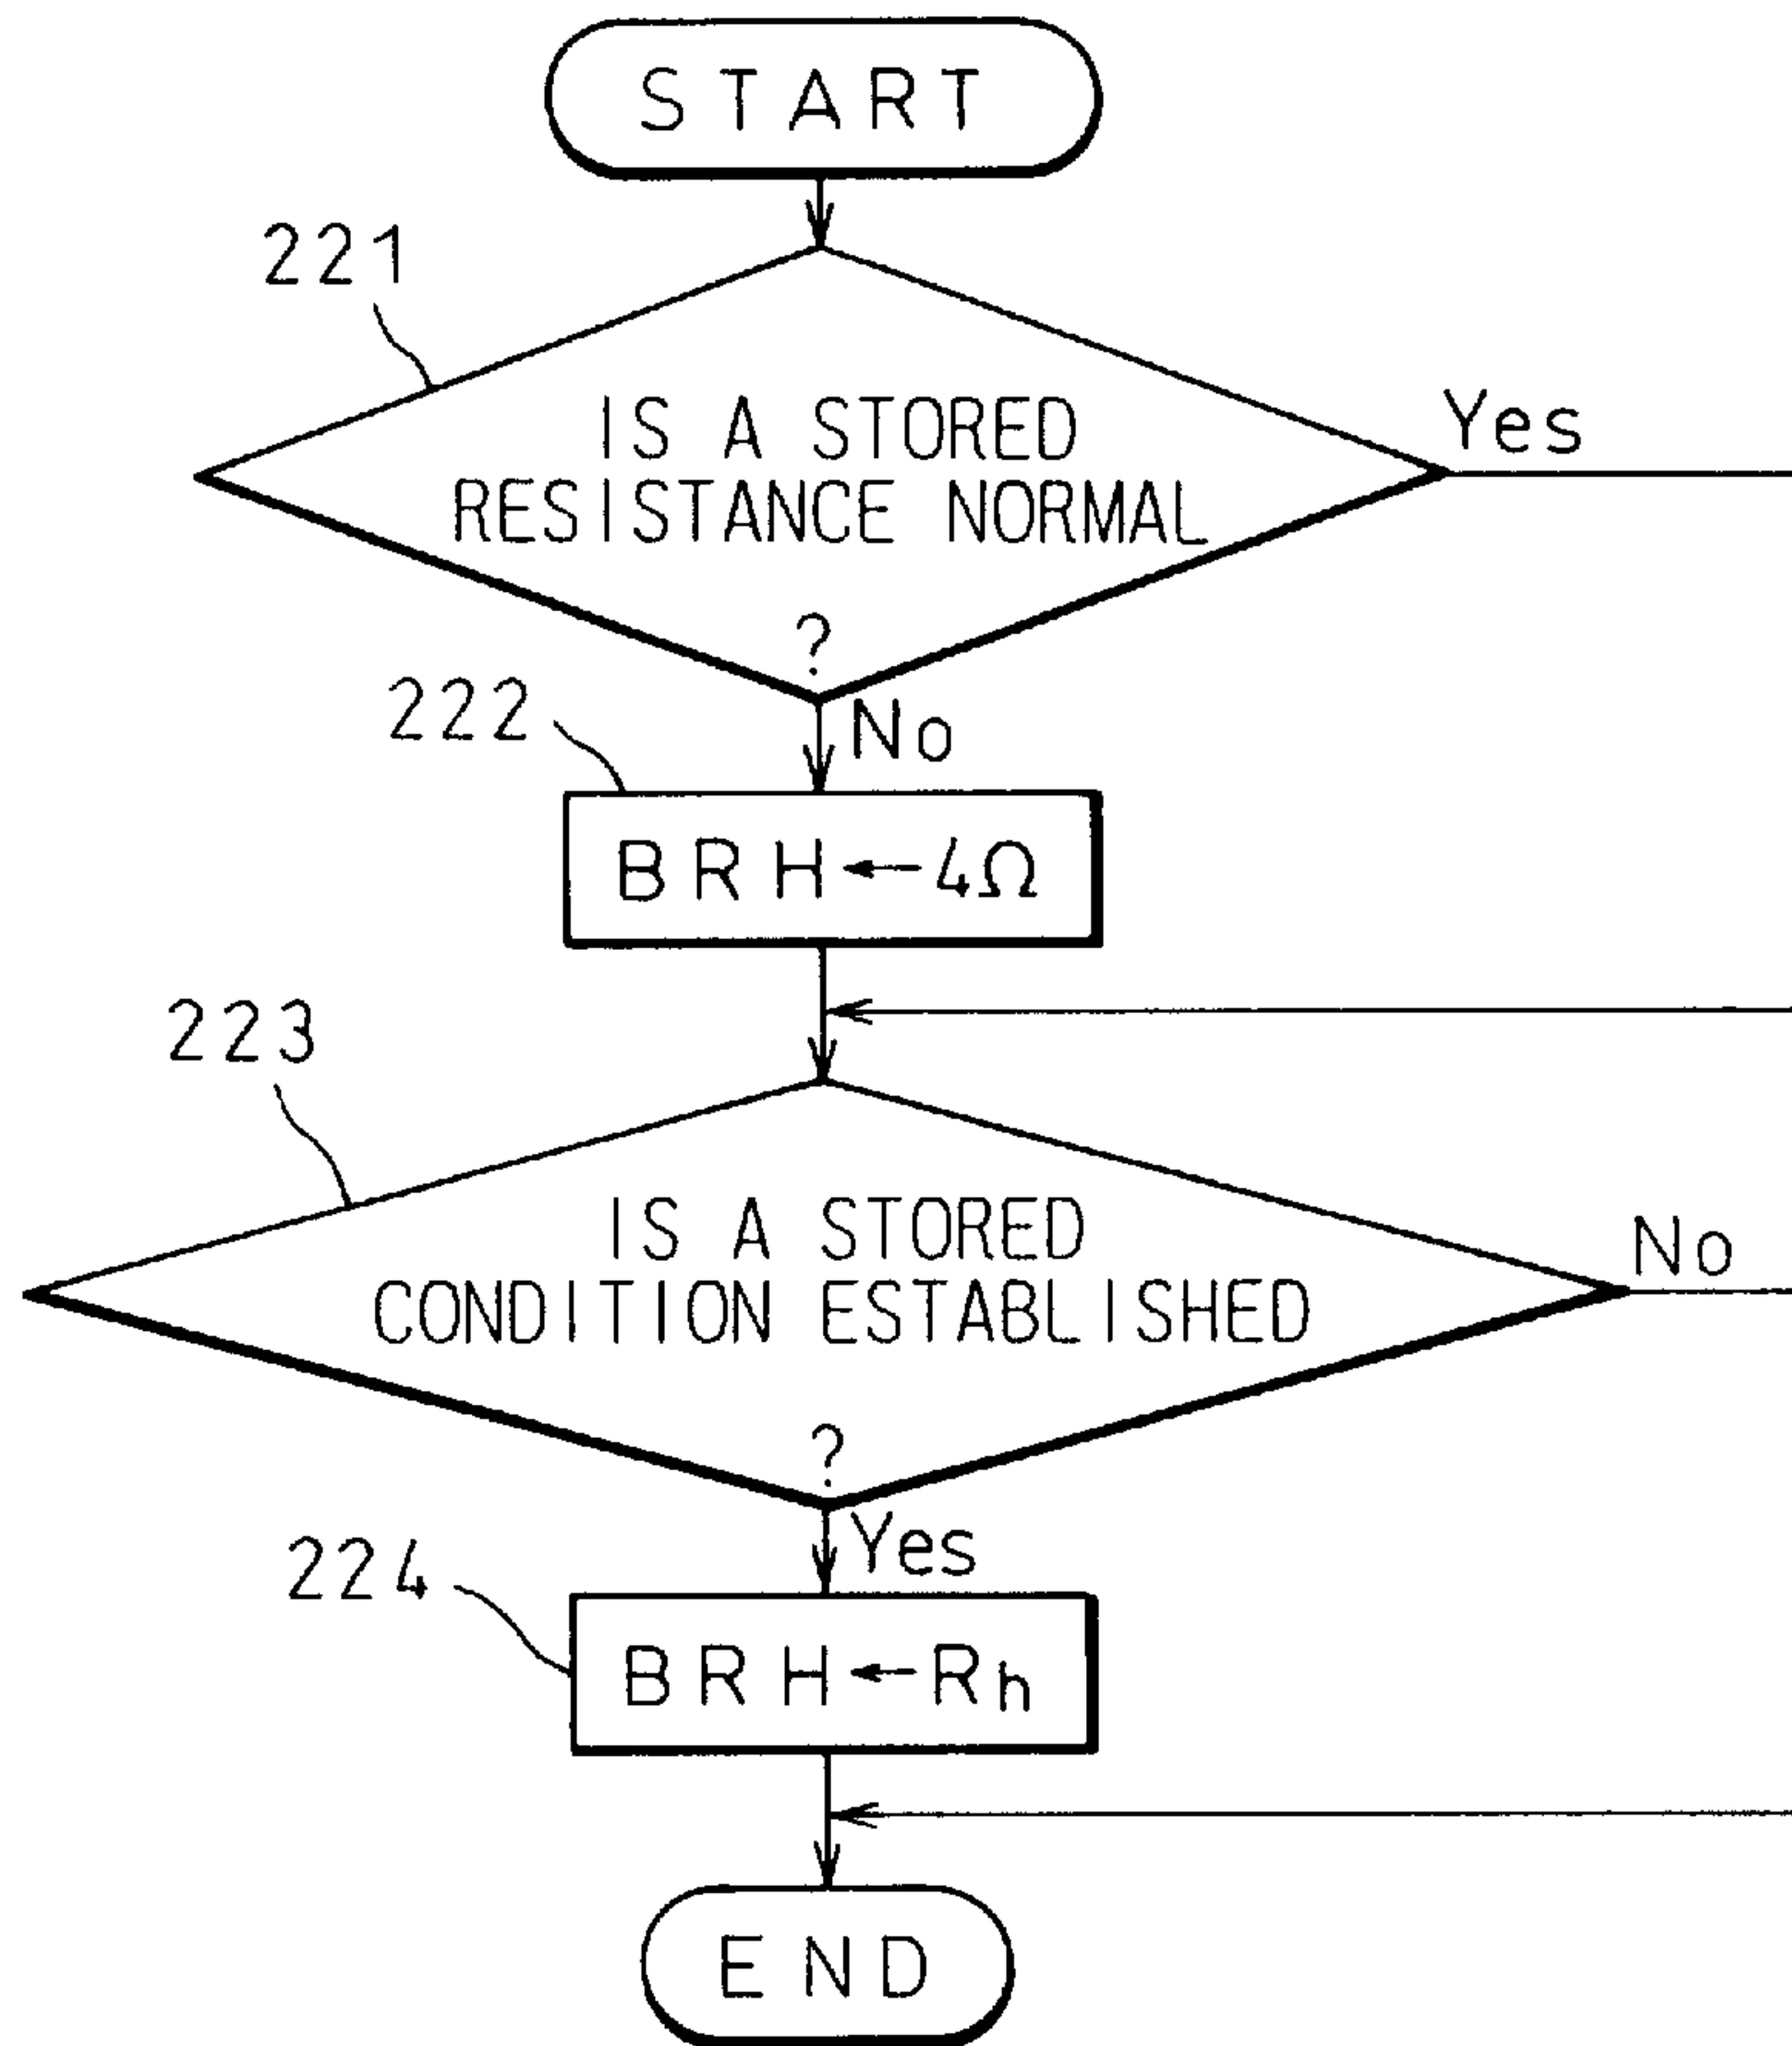 START
221
IS A STORED
Yes
RESISTANCE NORMAL
?
222
No
BRH←4Ω
223
IS A STORED
No
CONDITION ESTABLISHED
?
Yes
224
BRH←Rh
END